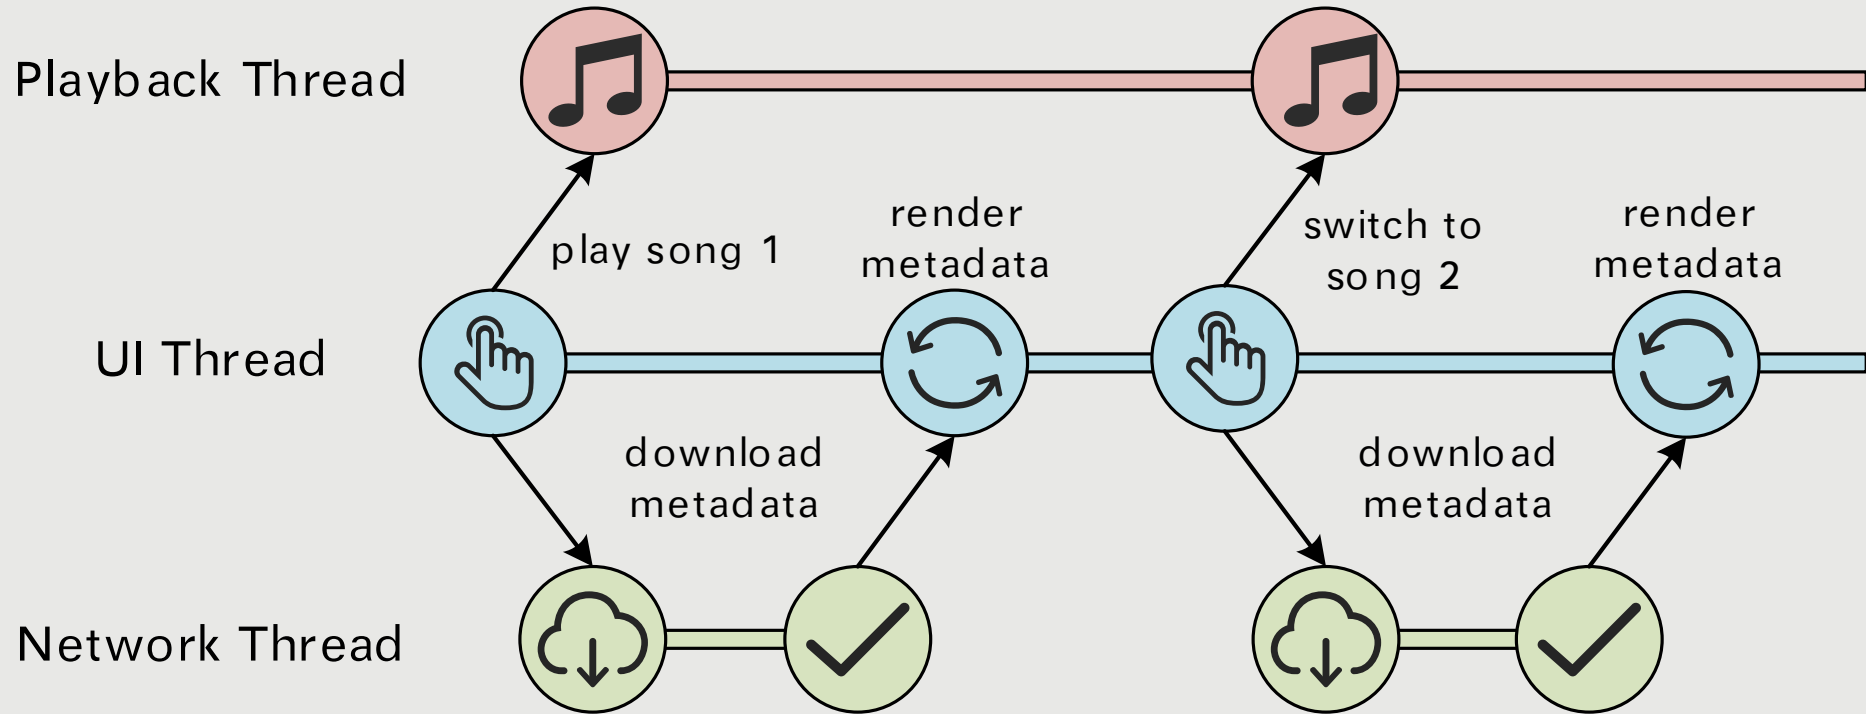 Playback Thread
play song 1
render
metadata
switch to
song 2
render
metadata
UI Thread
download
metadata
download
metadata
Network Thread